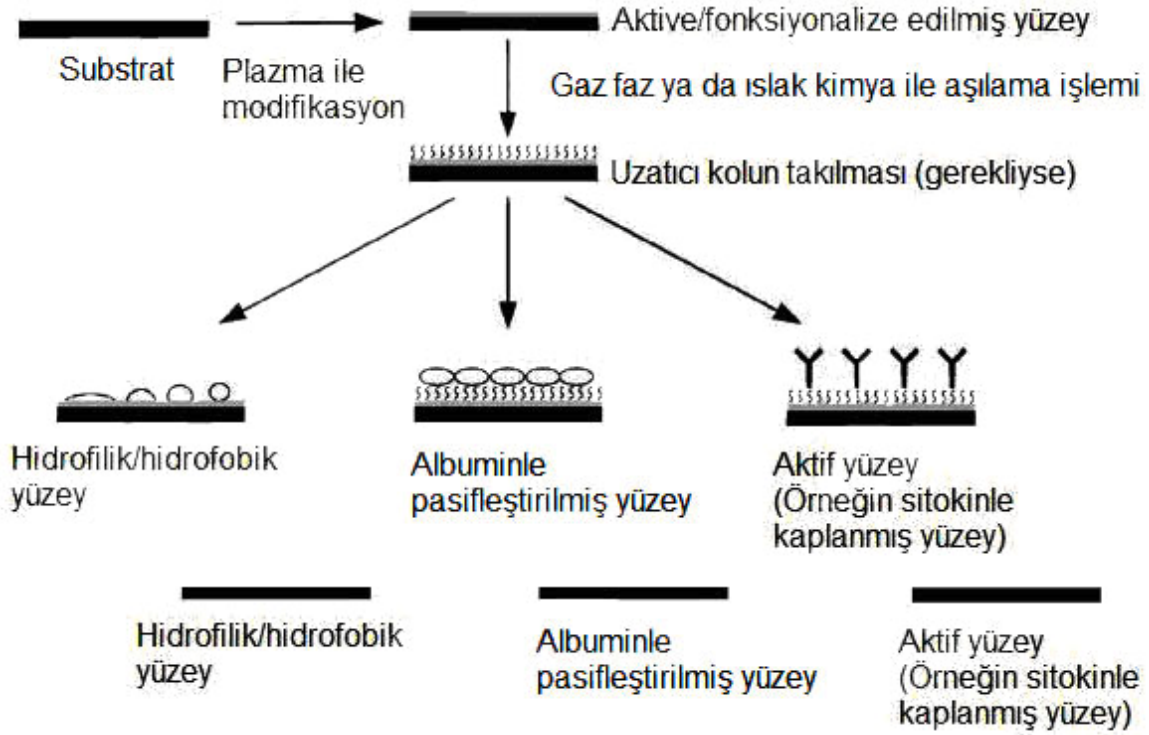 Aktive/fonksiyonalize edilmiş yüzey
Substrat
Plazma ile
modifikasyon
Gaz faz ya da ıslak kimya ile aşılama işlemi
Uzatıcı kolun takılması (gerekliyse)
Hidrofilik/hidrofobik
yüzey
Albuminle
pasifleştirilmiş yüzey
Aktif yüzey
(Örneğin sitokinle
kaplanmış yüzey)
Hidrofilik/hidrofobik
yüzey
Albuminle
pasifleştirilmiş yüzey
Aktif yüzey
(Örneğin sitokinle
kaplanmış yüzey)